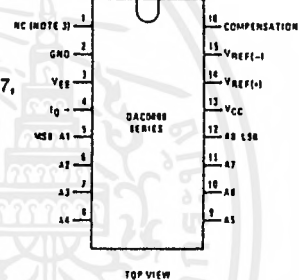 NC (NOTE 3) 1
GND 2
VEE 3
IO 4
MSB A1 5
A2 6
A3 7
A4 8
7,
DAC0808
SERIES
16 COMPENSATION
15 VREF(-)
14 VREF(+)
13 VCC
12 A8 LSB
11 A7
10 A6
9 A5
TOP VIEW